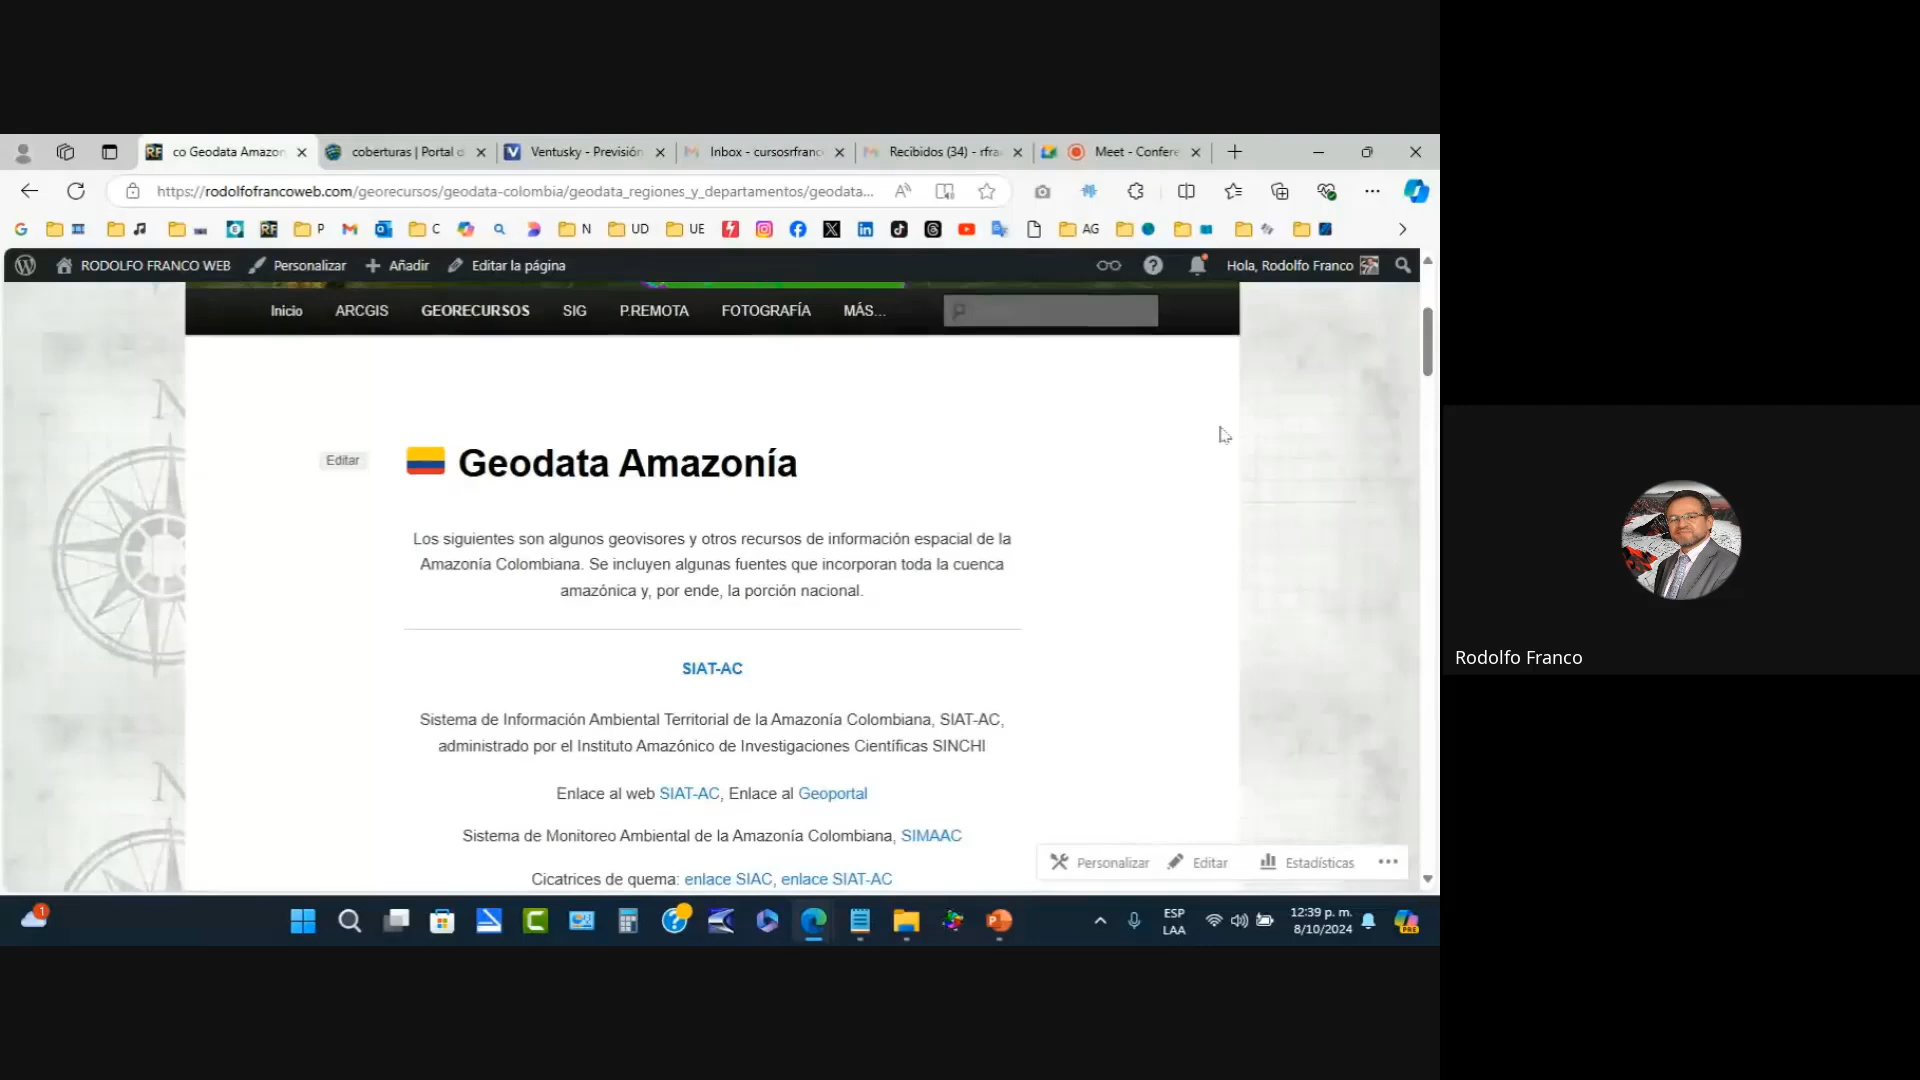 co Geodata Amazon
coberturas | Portal d
Ventusky - Previsión
Inbox - cursosrfranc
Recibidos (34) - rfra
Meet - Confere
https://rodolfofrancoweb.com/georecursos/geodata-colombia/geodata_regiones_y_departamentos/geodata...
P
C
N
UD
UE
AG
RODOLFO FRANCO WEB
Personalizar
Añadir
Editar la página
Hola, Rodolfo Franco
Inicio
ARCGIS
GEORECURSOS
SIG
P.REMOTA
FOTOGRAFÍA
MÁS...
Editar
Geodata Amazonía
Los siguientes son algunos geovisores y otros recursos de información espacial de la
Amazonía Colombiana. Se incluyen algunas fuentes que incorporan toda la cuenca
amazónica y, por ende, la porción nacional.
SIAT-AC
Sistema de Información Ambiental Territorial de la Amazonía Colombiana, SIAT-AC,
administrado por el Instituto Amazónico de Investigaciones Científicas SINCHI
Enlace al web SIAT-AC, Enlace al Geoportal
Sistema de Monitoreo Ambiental de la Amazonía Colombiana, SIMAAC
Cicatrices de quema: enlace SIAC, enlace SIAT-AC
Personalizar
Editar
Estadísticas
Rodolfo Franco
1
ESP
LAA
12:39 p. m.
8/10/2024